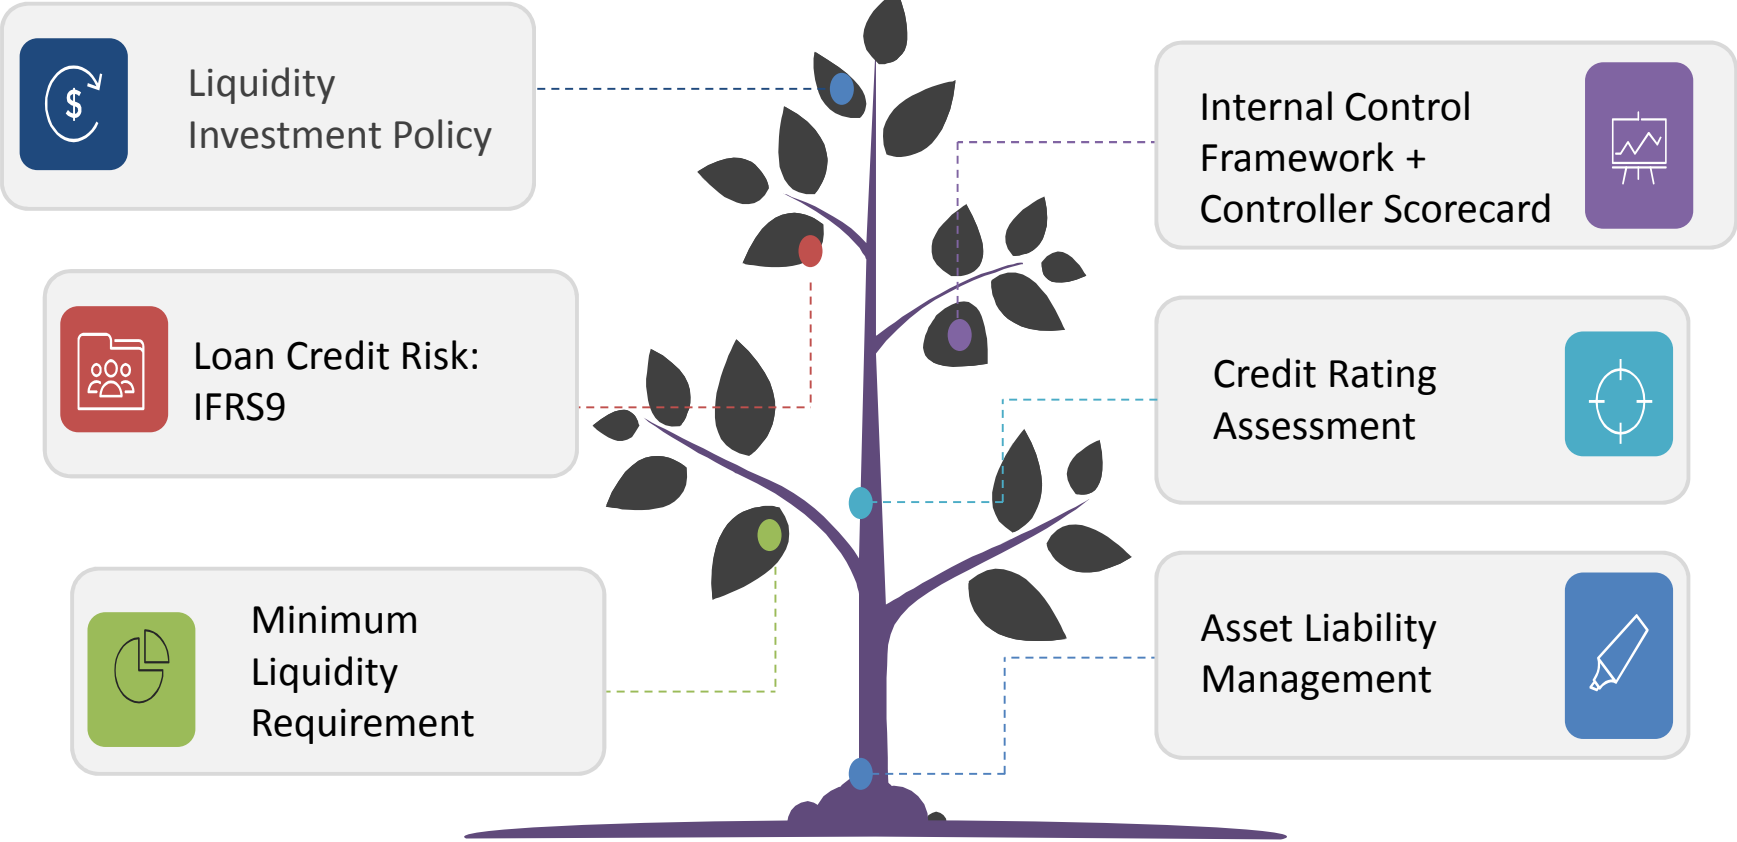 $
Liquidity
Investment Policy
Internal Control
Framework +
Controller Scorecard
Loan Credit Risk:
IFRS9
Credit Rating
Assessment
Minimum
Liquidity
Requirement
Asset Liability
Management